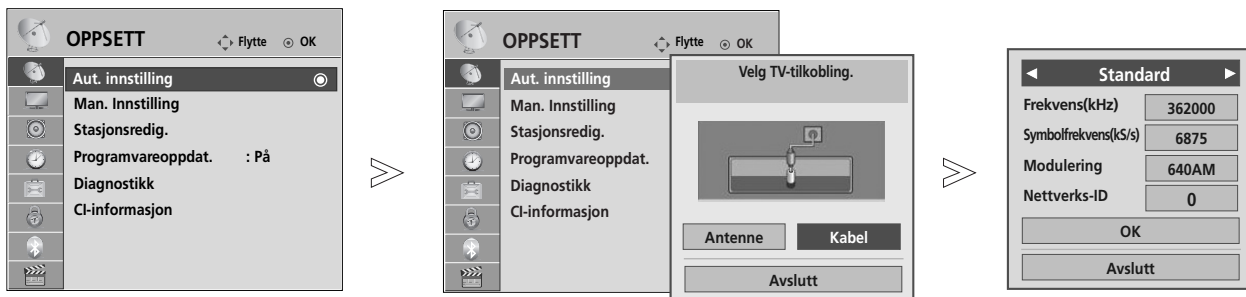 OPPSETT
Flytte OK
Aut. innstilling
Man. Innstilling
Stasjonsredig.
Programvareoppdat. : På
Diagnostikk
CI-informasjon
OPPSETT
Flytte OK
Aut. innstilling
Man. Innstilling
Stasjonsredig.
Programvareoppdat.
Diagnostikk
CI-informasjon
Velg TV-tilkobling.
Antenne Kabel
Avslutt
Standard
Frekvens(kHz) 362000
Symbolfrekvens(kS/s) 6875
Modulering 640AM
Nettverks-ID 0
OK
Avslutt